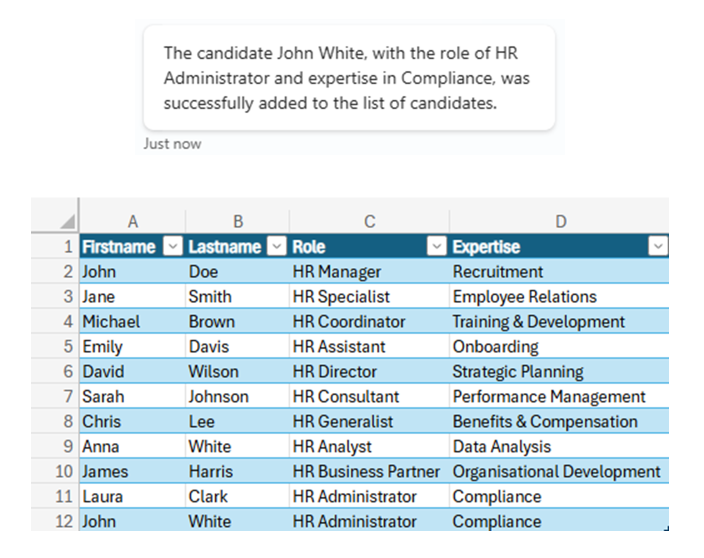 The candidate John White, with the role of HR
Administrator and expertise in Compliance, was
successfully added to the list of candidates.
Just now
A B C D
1 Firstname Lastname Role Expertise
2 John Doe HR Manager Recruitment
3 Jane Smith HR Specialist Employee Relations
4 Michael Brown HR Coordinator Training & Development
5 Emily Davis HR Assistant Onboarding
6 David Wilson HR Director Strategic Planning
7 Sarah Johnson HR Consultant Performance Management
8 Chris Lee HR Generalist Benefits & Compensation
9 Anna White HR Analyst Data Analysis
10 James Harris HR Business Partner Organisational Development
11 Laura Clark HR Administrator Compliance
12 John White HR Administrator Compliance